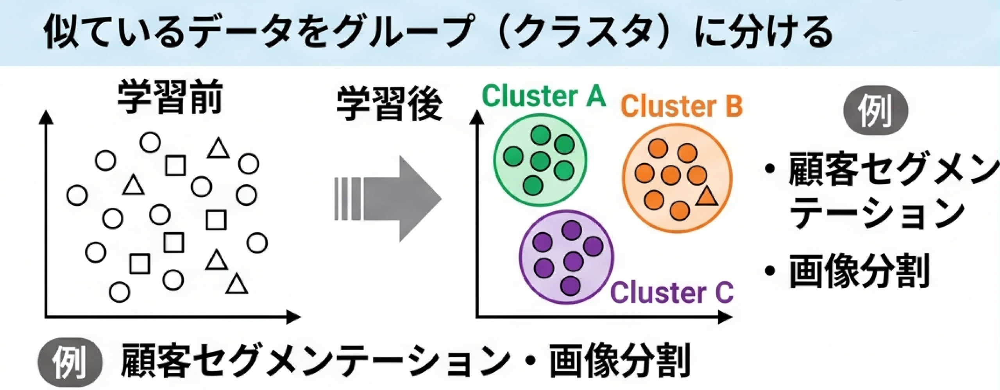 似ているデータをグループ（クラスタ）に分ける
学習前
学習後
Cluster A
Cluster B
Cluster C
例
・顧客セグメン
テーション
・画像分割
例 顧客セグメンテーション・画像分割